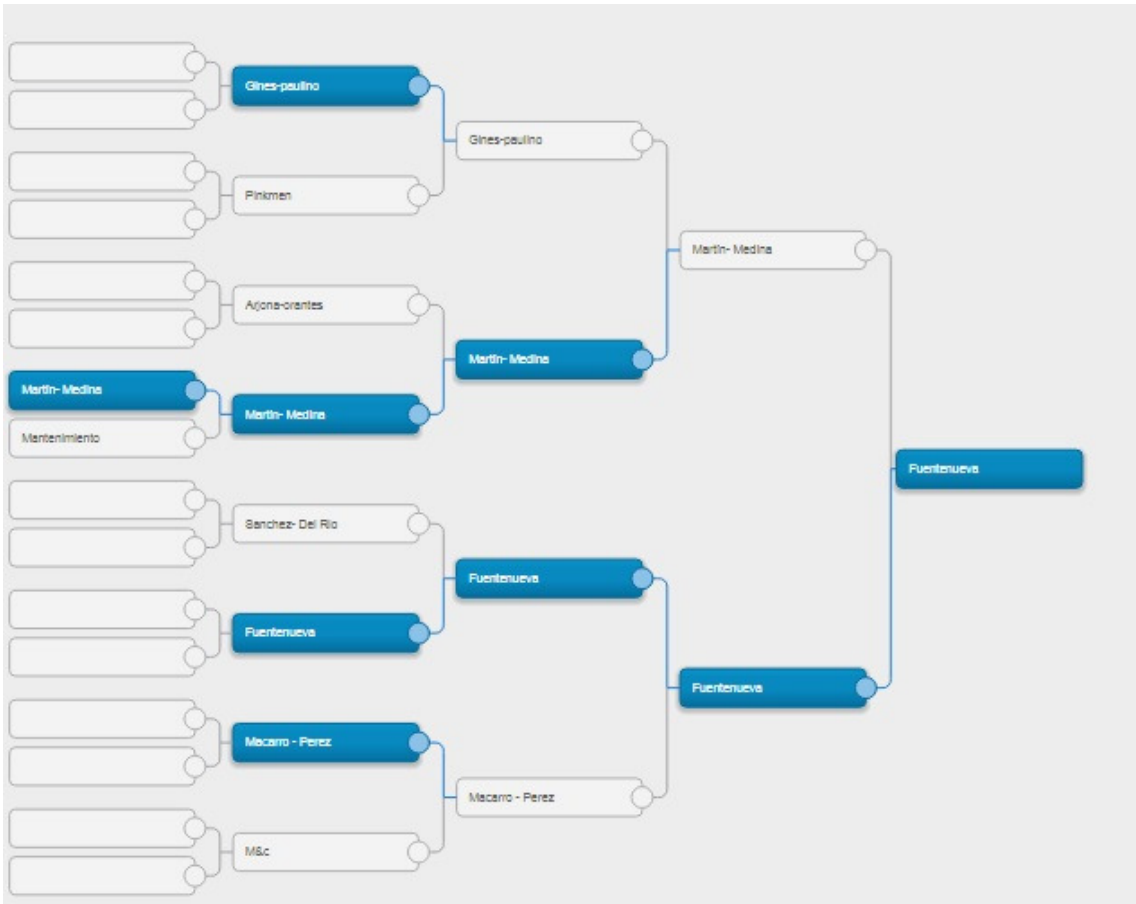 Gines-paulino
Gines-paulino
Pinkmen
Martin- Medina
Arjona-orantes
Martin- Medina
Martin- Medina
Martin- Medina
Mantenimiento
Fuentenueva
Sanchez- Del Rio
Fuentenueva
Fuentenueva
Fuentenueva
Macarro - Perez
Macarro - Perez
M&c